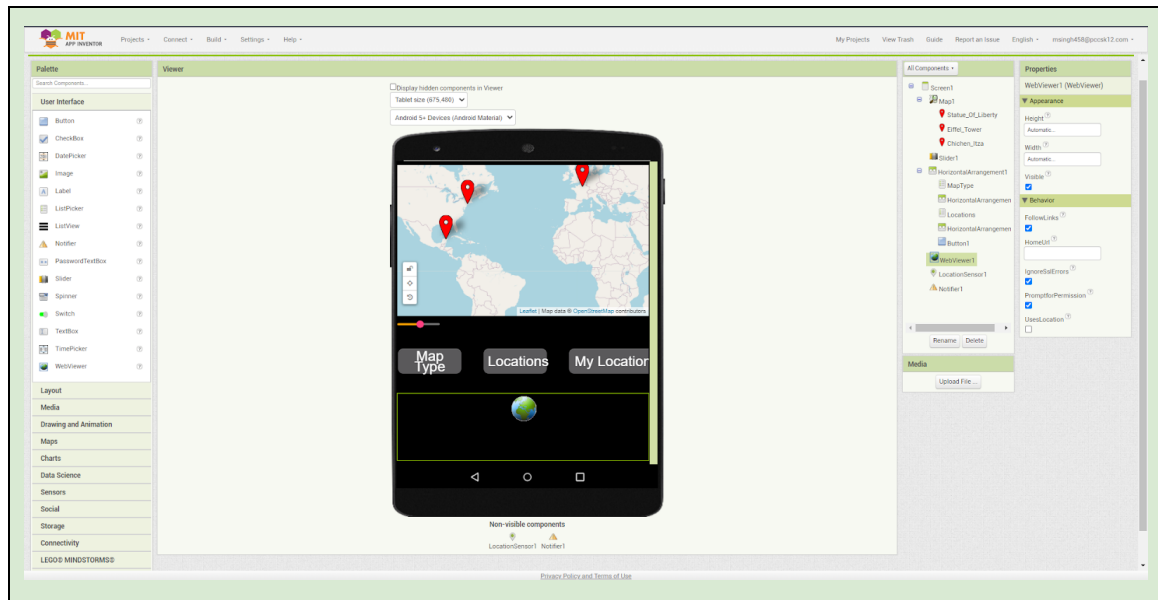 MIT
APP INVENTOR
Projects
Connect
Build
Settings
Help
My Projects
View Trash
Guide
Report an Issue
English
msingh458@pccsk12.com
Palette
Search Components...
User Interface
Button
CheckBox
DatePicker
Image
Label
ListPicker
ListView
Notifier
PasswordTextBox
Slider
Spinner
Switch
TextBox
TimePicker
WebViewer
Layout
Media
Drawing and Animation
Maps
Charts
Data Science
Sensors
Social
Storage
Connectivity
LEGO® MINDSTORMS®
Viewer
Display hidden components in Viewer
Tablet size (675,480)
Android 5+ Devices (Android Material)
Leaflet | Map data © OpenStreetMap contributors
Map
Type
Locations
My Location
Non-visible components
LocationSensor1 Notifier1
All Components
Screen1
Map1
Statue_Of_Liberty
Eiffel_Tower
Chichen_Itza
Slider1
HorizontalArrangement1
MapType
HorizontalArrangemen
Locations
HorizontalArrangemen
Button1
WebViewer1
LocationSensor1
Notifier1
Rename Delete
Media
Upload File ...
Properties
WebViewer1 (WebViewer)
Appearance
Height
Automatic...
Width
Automatic...
Visible
Behavior
FollowLinks
HomeUrl
IgnoreSslErrors
PromptforPermission
UsesLocation
Privacy Policy and Terms of Use